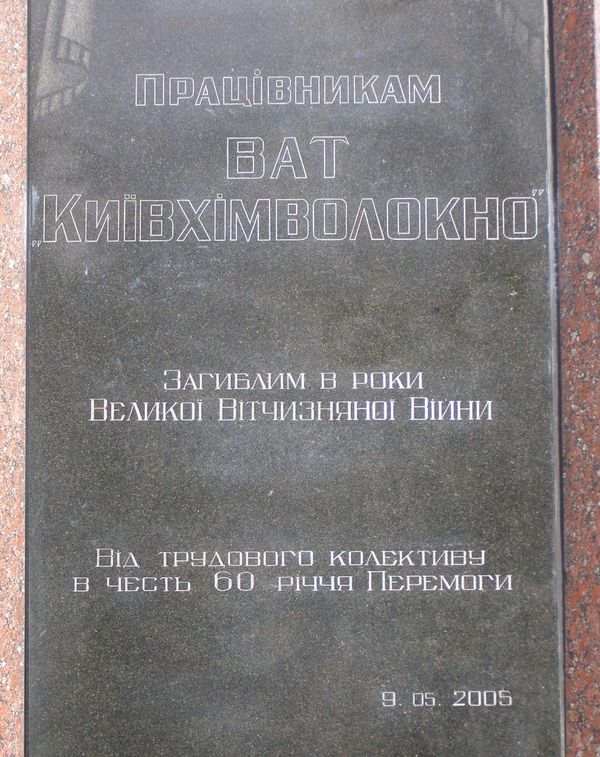 Працівникам
ВАТ
„Київхімволокно"
Загиблим в роки
Великої Вітчизняної Війни
Від трудового колективу
в честь 60 річчя Перемоги
9. 05. 2005